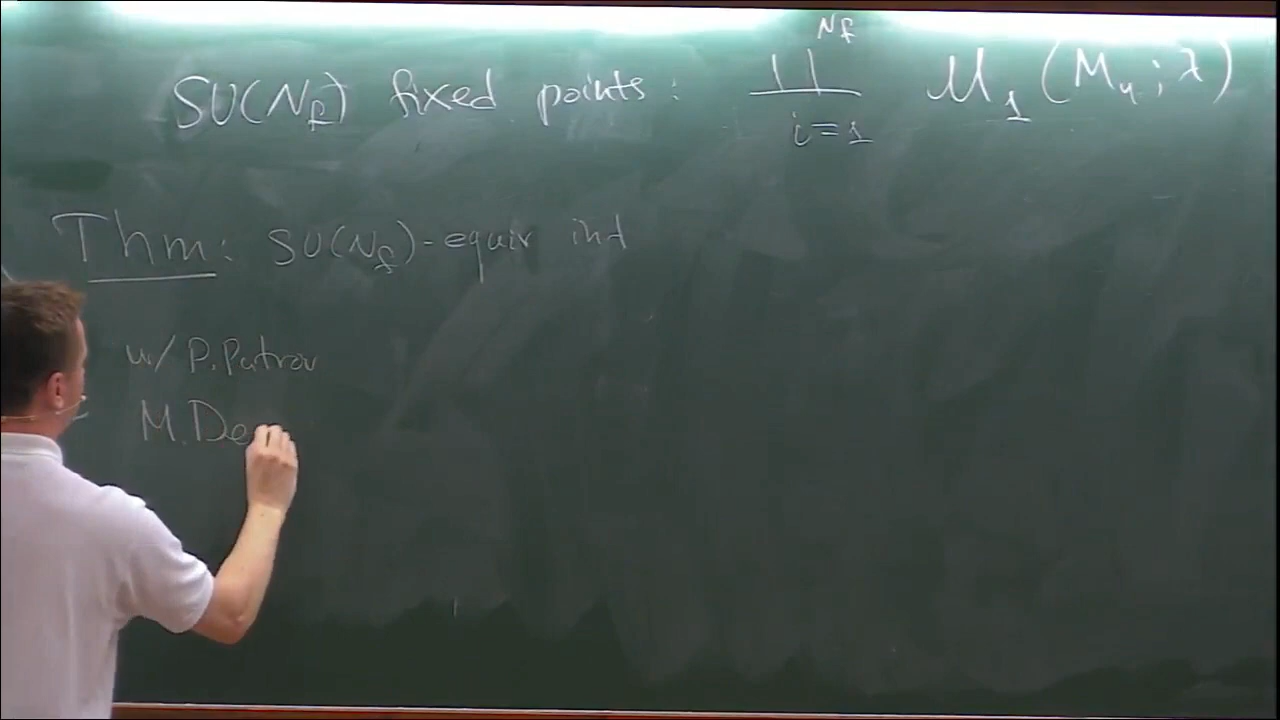 SU(N_f) fixed points : ∐_{i=1}^{N_f} M_1 (M_4 ; λ)
Thm: SU(N_f)-equiv int
w/ P. Putrov
M. De